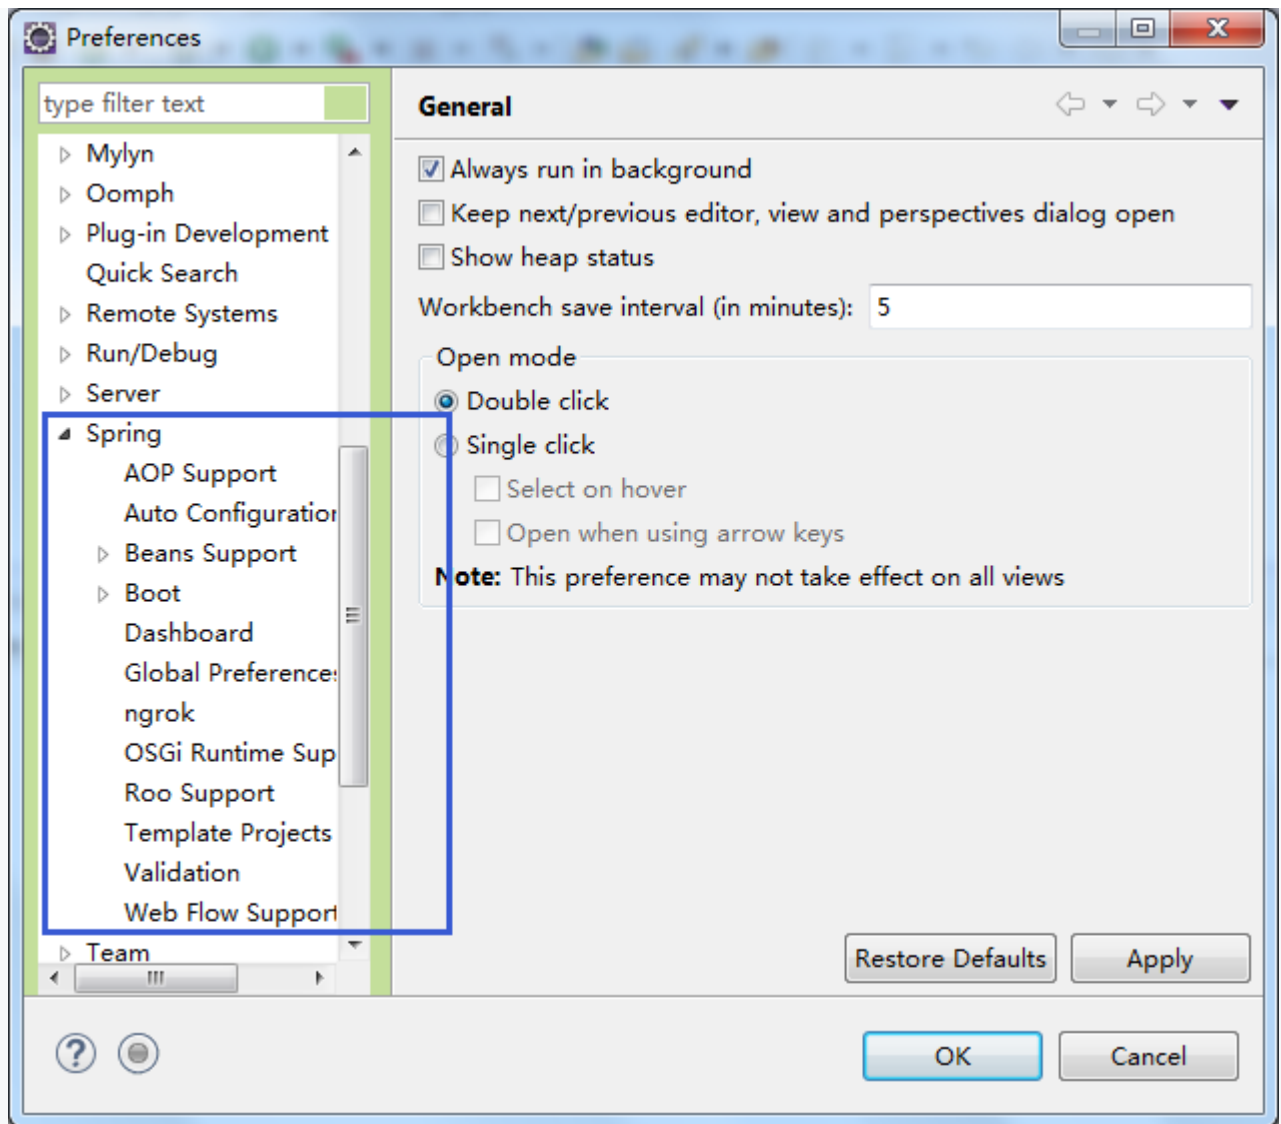 Preferences
type filter text
Mylyn
Oomph
Plug-in Development
Quick Search
Remote Systems
Run/Debug
Server
Spring
AOP Support
Auto Configuration
Beans Support
Boot
Dashboard
Global Preferences
ngrok
OSGi Runtime Sup
Roo Support
Template Projects
Validation
Web Flow Support
Team
General
Always run in background
Keep next/previous editor, view and perspectives dialog open
Show heap status
Workbench save interval (in minutes): 5
Open mode
Double click
Single click
Select on hover
Open when using arrow keys
Note: This preference may not take effect on all views
Restore Defaults Apply
OK Cancel